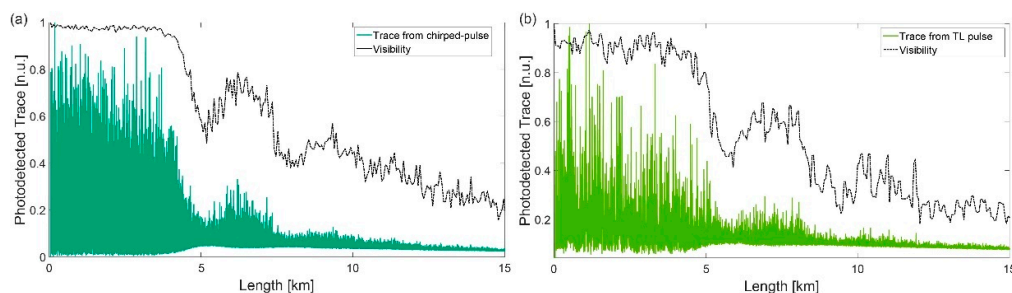 (a)
Photodetected Trace [n.u.]
1
0.8
0.6
0.4
0.2
0
0
5
10
15
Length [km]
Trace from chirped-pulse
Visibility
(b)
Photodetected Trace [n.u.]
1
0.8
0.6
0.4
0.2
0
5
10
15
Length [km]
Trace from TL pulse
Visibility